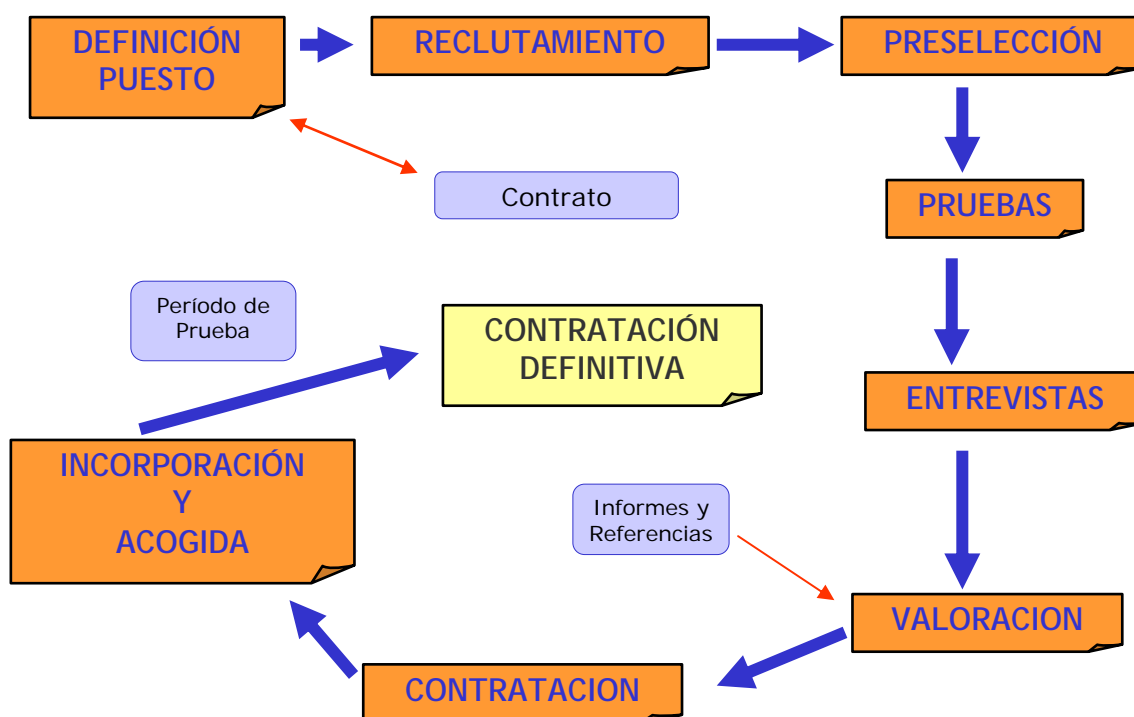 DEFINICIÓN
PUESTO
RECLUTAMIENTO
PRESELECCIÓN
Contrato
PRUEBAS
Período de
Prueba
CONTRATACIÓN
DEFINITIVA
ENTREVISTAS
INCORPORACIÓN
Y
ACOGIDA
Informes y
Referencias
VALORACION
CONTRATACION